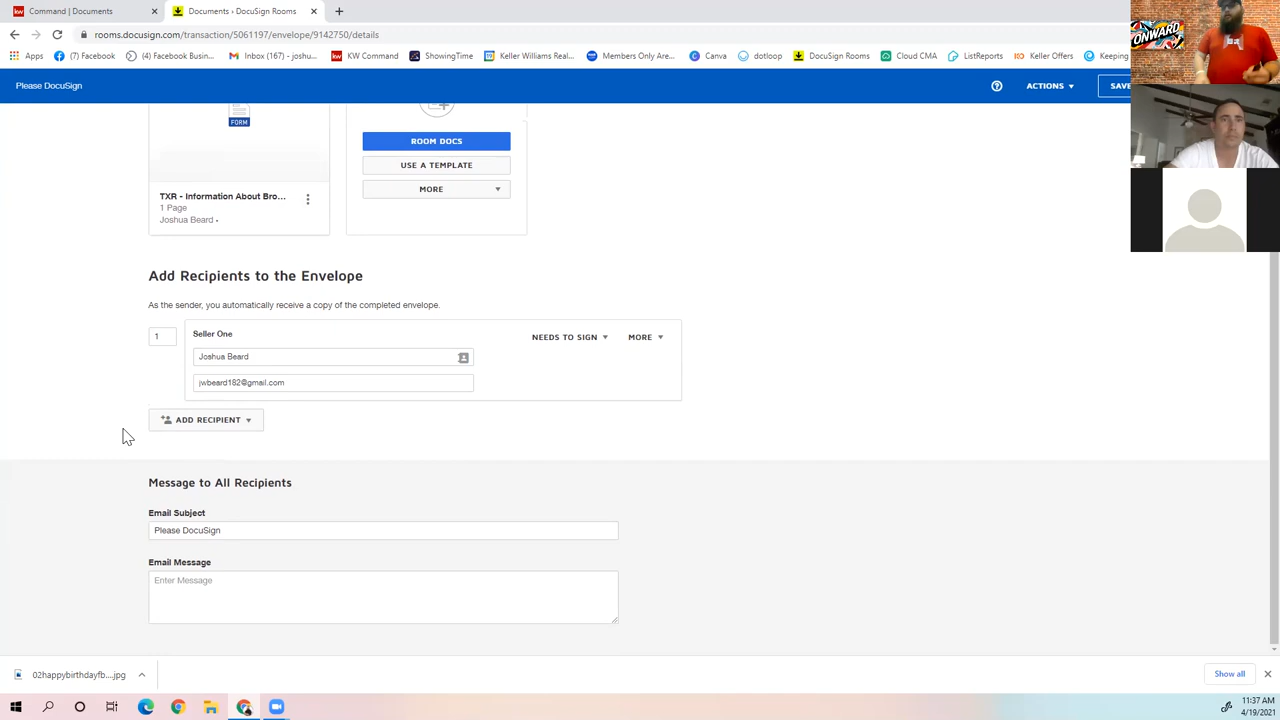 Command | Documents
Documents › DocuSign Rooms
rooms.docusign.com/transaction/5061197/envelope/9142750/details
Apps
(7) Facebook
(4) Facebook Busin...
Inbox (167) - joshu...
KW Command
ShowingTime
Keller Williams Real...
Members Only Are...
Canva
dotloop
DocuSign Rooms
Cloud CMA
ListReports
Keller Offers
Keeping
ONWARD
Please DocuSign
ACTIONS
SAVE
FORM
ROOM DOCS
USE A TEMPLATE
MORE
TXR - Information About Bro...
1 Page
Joshua Beard •
Add Recipients to the Envelope
As the sender, you automatically receive a copy of the completed envelope.
1
Seller One
NEEDS TO SIGN
MORE
Joshua Beard
jwbeard182@gmail.com
ADD RECIPIENT
Message to All Recipients
Email Subject
Please DocuSign
Email Message
Enter Message
02happybirthdayfb....jpg
Show all
11:37 AM
4/19/2021